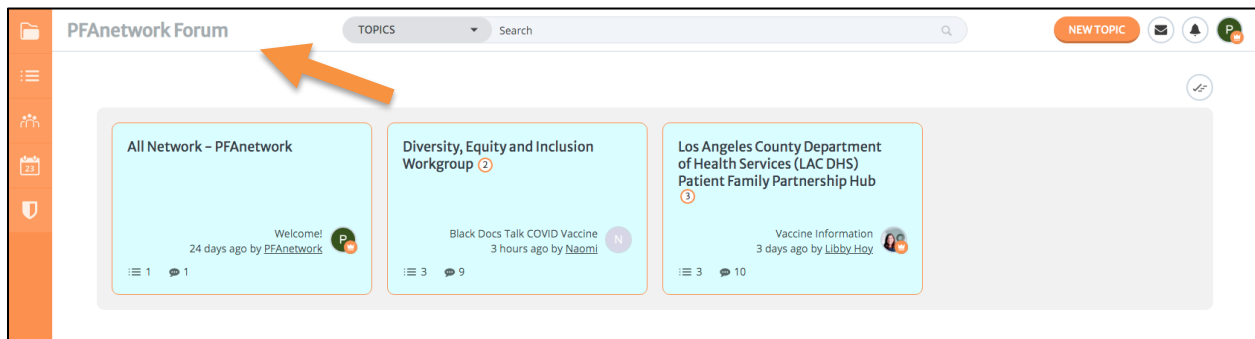 PFAnetwork Forum
TOPICS
Search
NEW TOPIC
P
23
All Network – PFAnetwork
Welcome!
24 days ago by PFAnetwork
P
1 1
Diversity, Equity and Inclusion
Workgroup 2
Black Docs Talk COVID Vaccine
3 hours ago by Naomi
N
3 9
Los Angeles County Department
of Health Services (LAC DHS)
Patient Family Partnership Hub
3
Vaccine Information
3 days ago by Libby Hoy
3 10